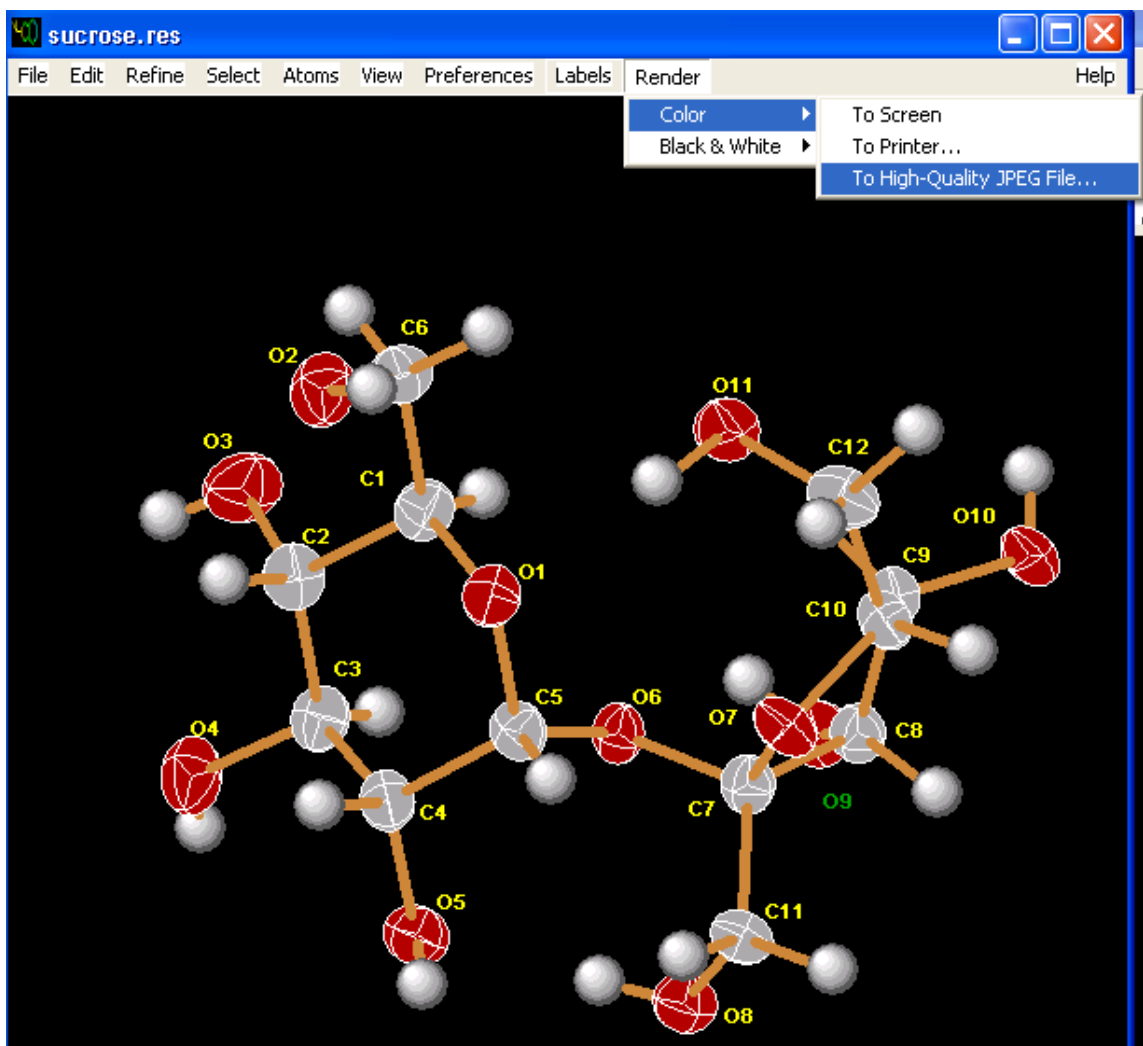 sucrose.res
File Edit Refine Select Atoms View Preferences Labels Render Help
Color To Screen
Black & White To Printer...
To High-Quality JPEG File...
C6
O2
O11
O3
C12
C1
O10
C2
C9
O1
C10
C3
C5 O6
O7
O4
C8
O9
C4
C7
O5
C11
O8